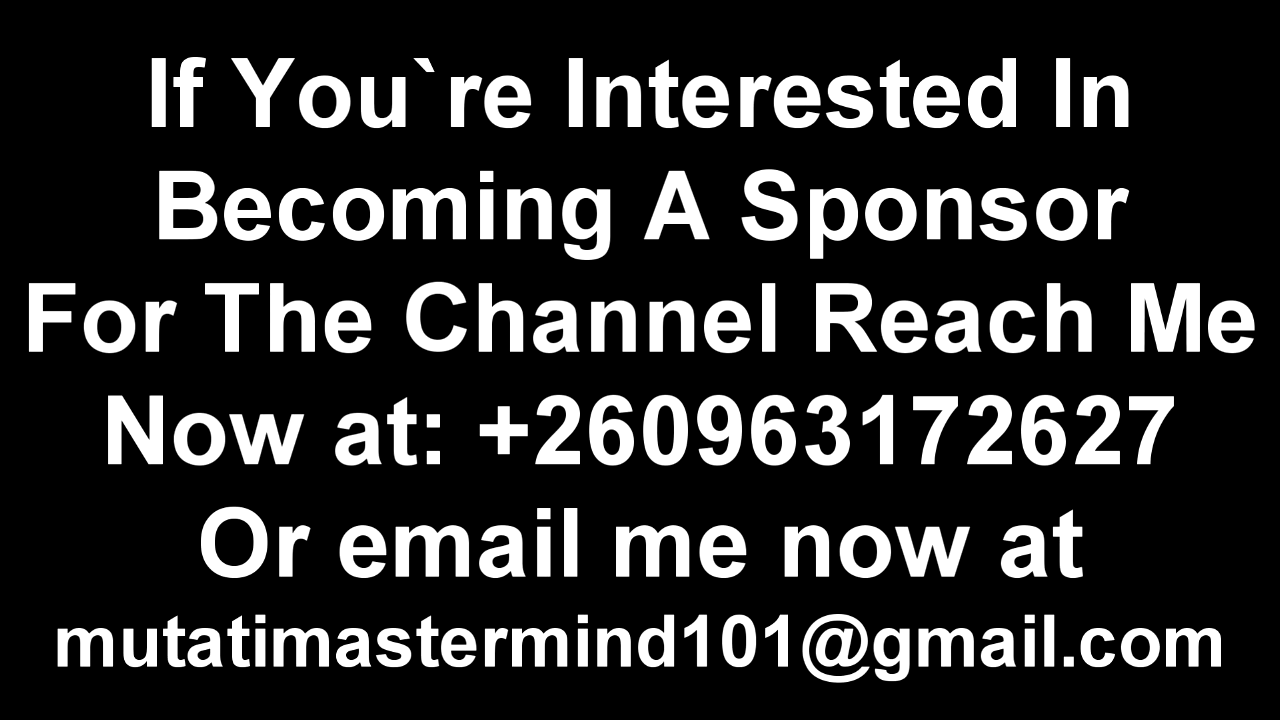 If You`re Interested In
Becoming A Sponsor
For The Channel Reach Me
Now at: +260963172627
Or email me now at
mutatimastermind101@gmail.com